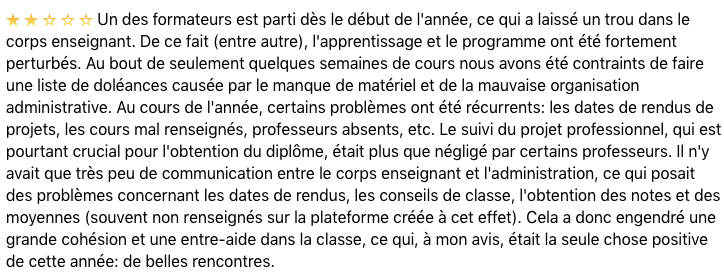 ★★☆☆☆ Un des formateurs est parti dès le début de l'année, ce qui a laissé un trou dans le
corps enseignant. De ce fait (entre autre), l'apprentissage et le programme ont été fortement
perturbés. Au bout de seulement quelques semaines de cours nous avons été contraints de faire
une liste de doléances causée par le manque de matériel et de la mauvaise organisation
administrative. Au cours de l'année, certains problèmes ont été récurrents: les dates de rendus de
projets, les cours mal renseignés, professeurs absents, etc. Le suivi du projet professionnel, qui est
pourtant crucial pour l'obtention du diplôme, était plus que négligé par certains professeurs. Il n'y
avait que très peu de communication entre le corps enseignant et l'administration, ce qui posait
des problèmes concernant les dates de rendus, les conseils de classe, l'obtention des notes et des
moyennes (souvent non renseignés sur la plateforme créée à cet effet). Cela a donc engendré une
grande cohésion et une entre-aide dans la classe, ce qui, à mon avis, était la seule chose positive
de cette année: de belles rencontres.